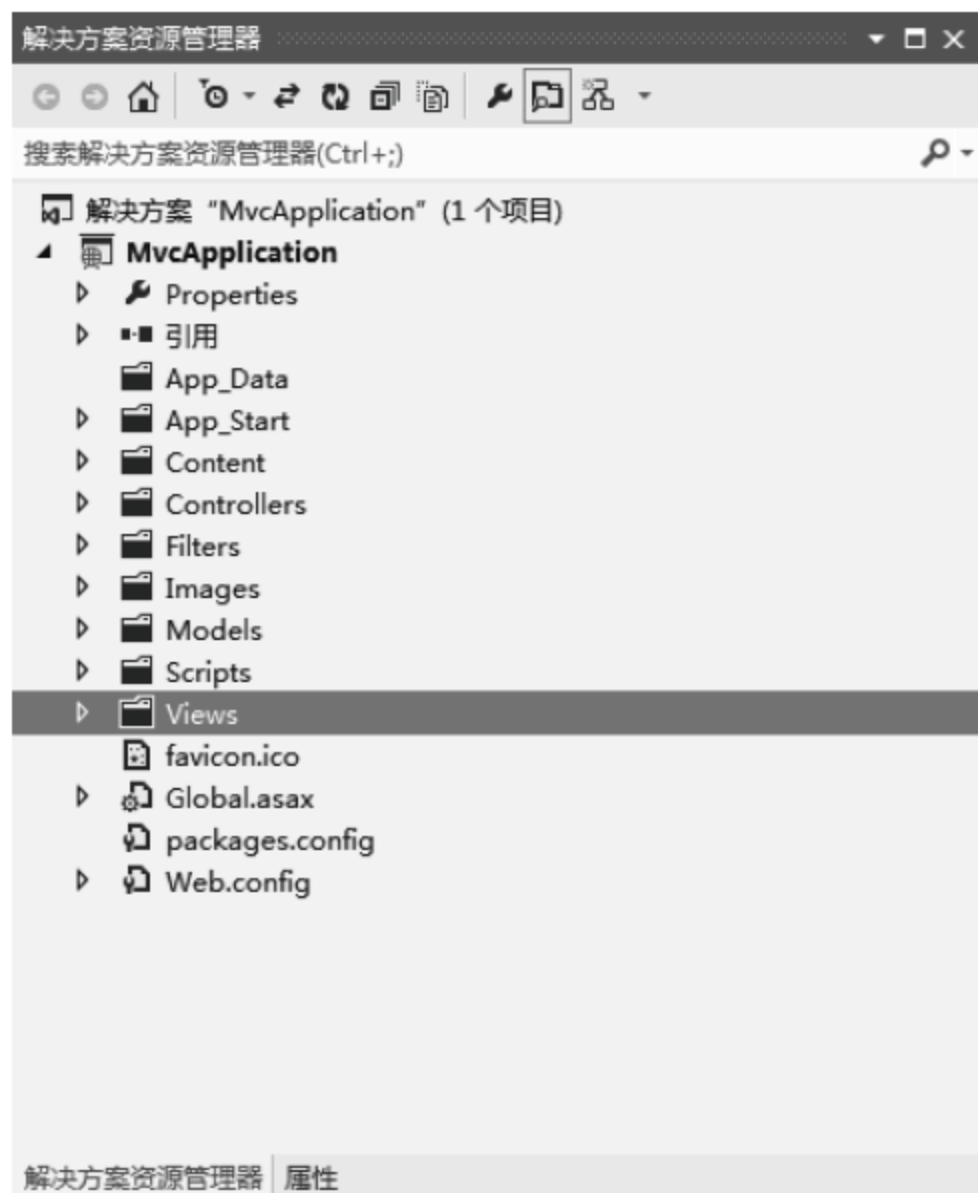 解决方案资源管理器
搜索解决方案资源管理器(Ctrl+;)
解决方案 “MvcApplication” (1 个项目)
MvcApplication
Properties
引用
App_Data
App_Start
Content
Controllers
Filters
Images
Models
Scripts
Views
favicon.ico
Global.asax
packages.config
Web.config
解决方案资源管理器 属性